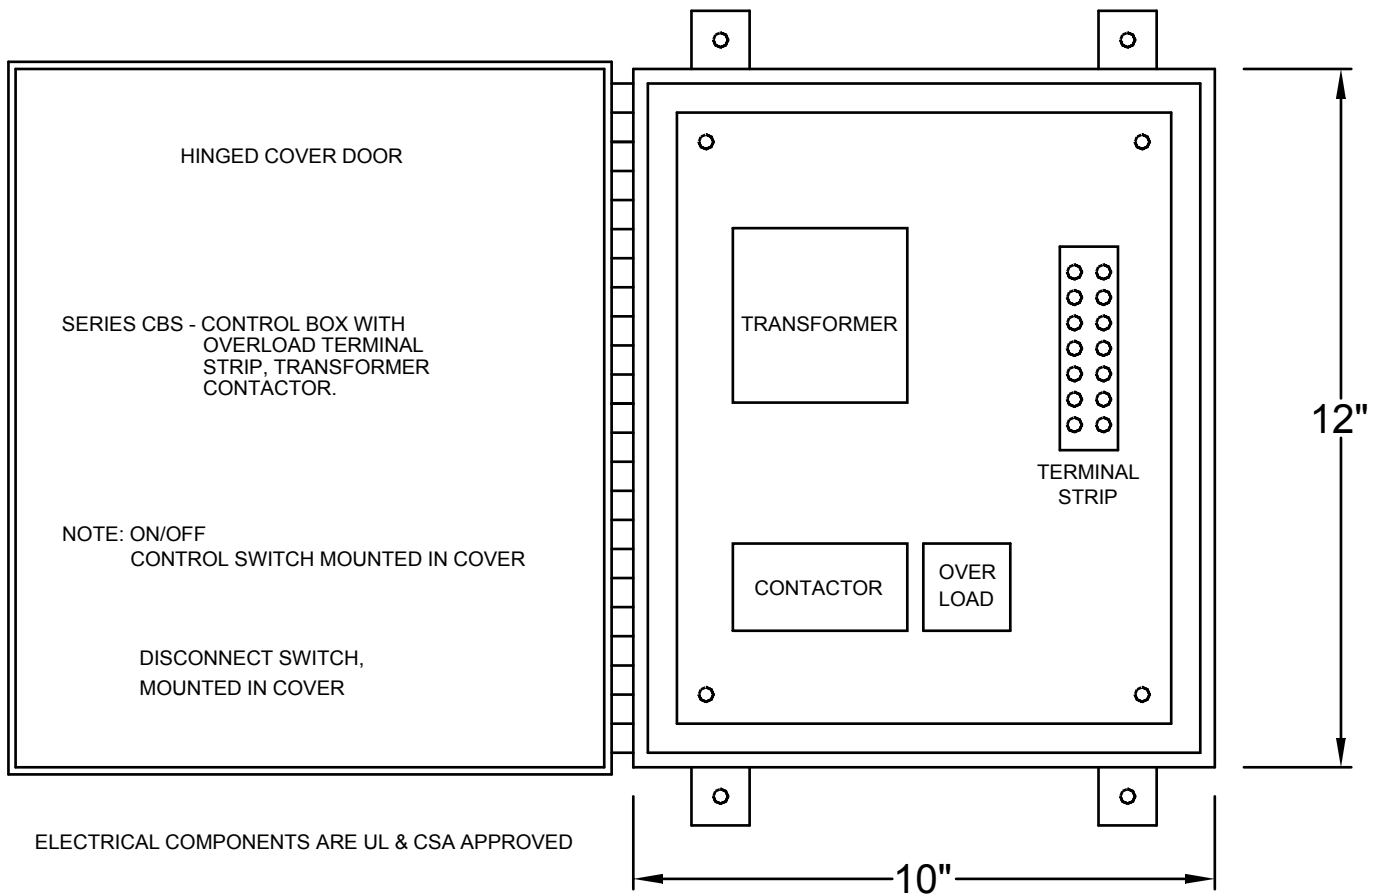 HINGED COVER DOOR
SERIES CBS - CONTROL BOX WITH
OVERLOAD TERMINAL
STRIP, TRANSFORMER
CONTACTOR.
NOTE: ON/OFF
CONTROL SWITCH MOUNTED IN COVER
DISCONNECT SWITCH,
MOUNTED IN COVER
ELECTRICAL COMPONENTS ARE UL & CSA APPROVED
TRANSFORMER
TERMINAL
STRIP
CONTACTOR
OVER
LOAD
12"
10"